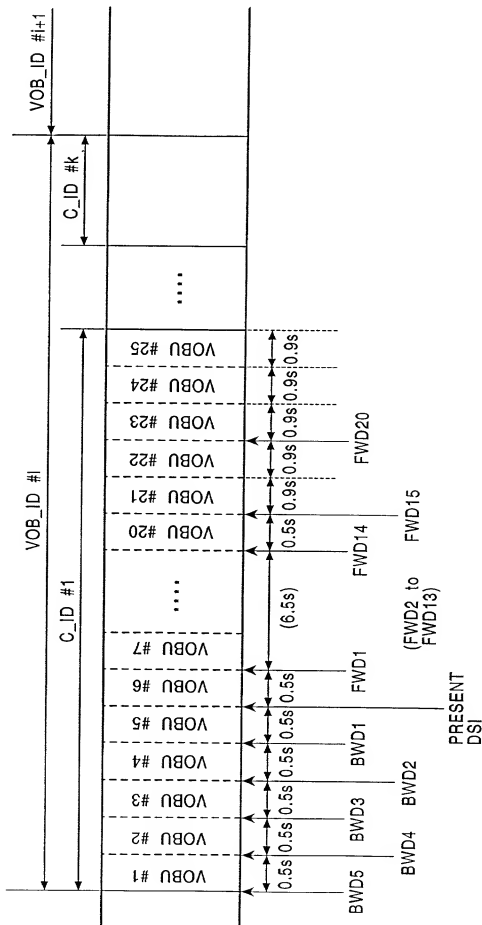 VOB_ID #i
VOB_ID #i+1
C_ID #1
C_ID #k
VOBU #1
VOBU #2
VOBU #3
VOBU #4
VOBU #5
VOBU #6
VOBU #7
....
VOBU #20
VOBU #21
VOBU #22
VOBU #23
VOBU #24
VOBU #25
....
0.5s
0.5s
0.5s
0.5s
0.5s
0.5s
(6.5s)
0.5s
0.9s
0.9s
0.9s
0.9s
0.9s
BWD5
BWD4
BWD3
BWD2
BWD1
PRESENT
DSI
FWD1
(FWD2 to
FWD13)
FWD14
FWD15
FWD20